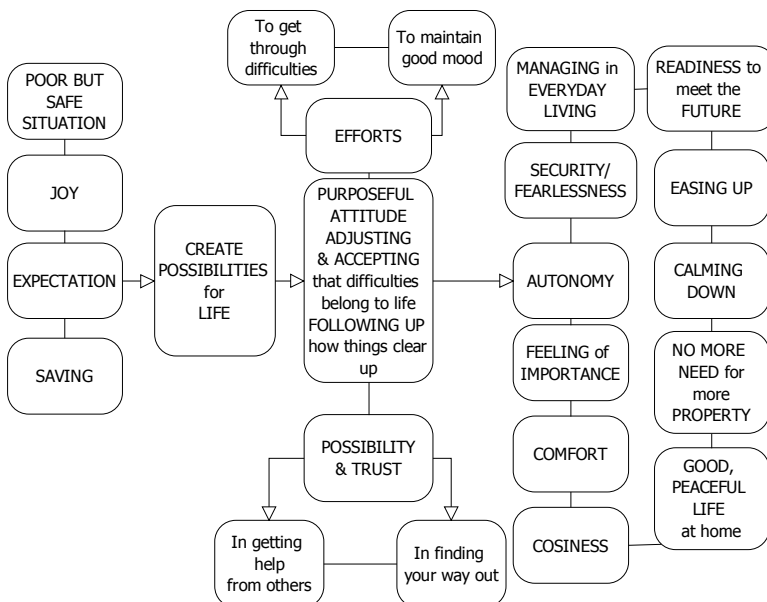 POOR BUT
SAFE
SITUATION
JOY
EXPECTATION
SAVING
CREATE
POSSIBILITIES
for
LIFE
To get
through
difficulties
To maintain
good mood
EFFORTS
PURPOSEFUL
ATTITUDE
ADJUSTING
& ACCEPTING
that difficulties
belong to life
FOLLOWING UP
how things clear
up
POSSIBILITY
& TRUST
In getting
help
from others
In finding
your way out
MANAGING in
EVERYDAY
LIVING
SECURITY/
FEARLESSNESS
AUTONOMY
FEELING of
IMPORTANCE
COMFORT
COSINESS
READINESS to
meet the
FUTURE
EASING UP
CALMING
DOWN
NO MORE
NEED for
more
PROPERTY
GOOD,
PEACEFUL
LIFE
at home